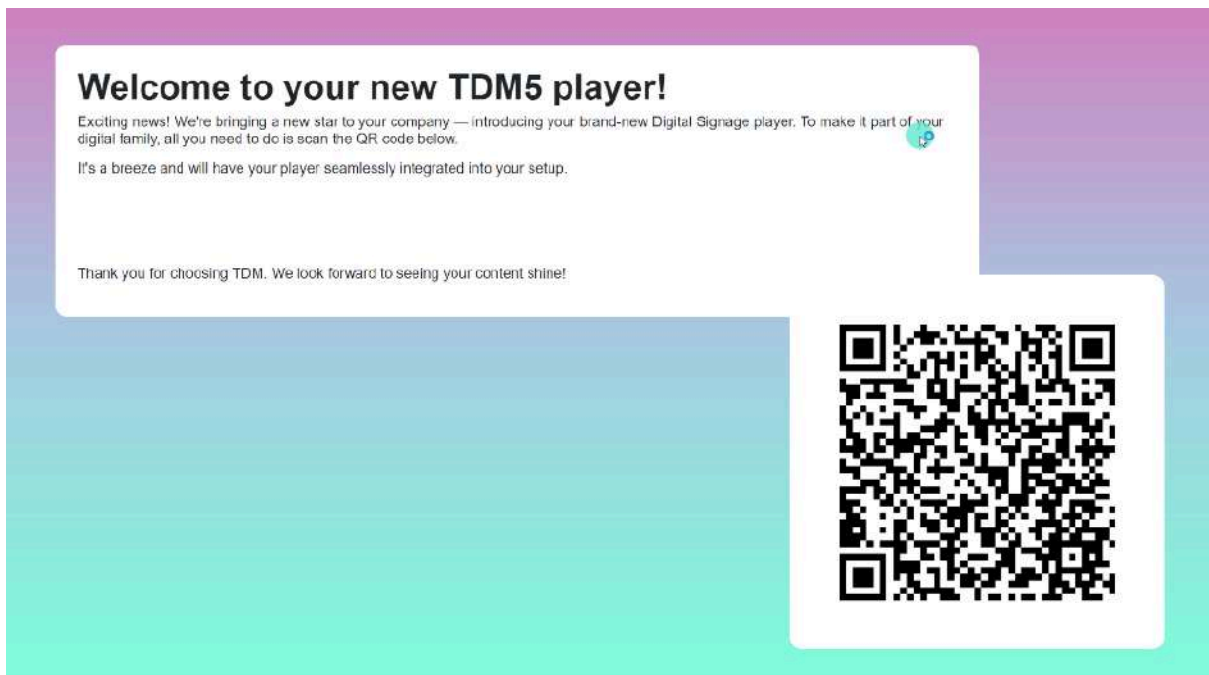 Welcome to your new TDM5 player!
Exciting news! We're bringing a new star to your company — introducing your brand-new Digital Signage player. To make it part of your
digital family, all you need to do is scan the QR code below.
It's a breeze and will have your player seamlessly integrated into your setup.
Thank you for choosing TDM. We look forward to seeing your content shine!